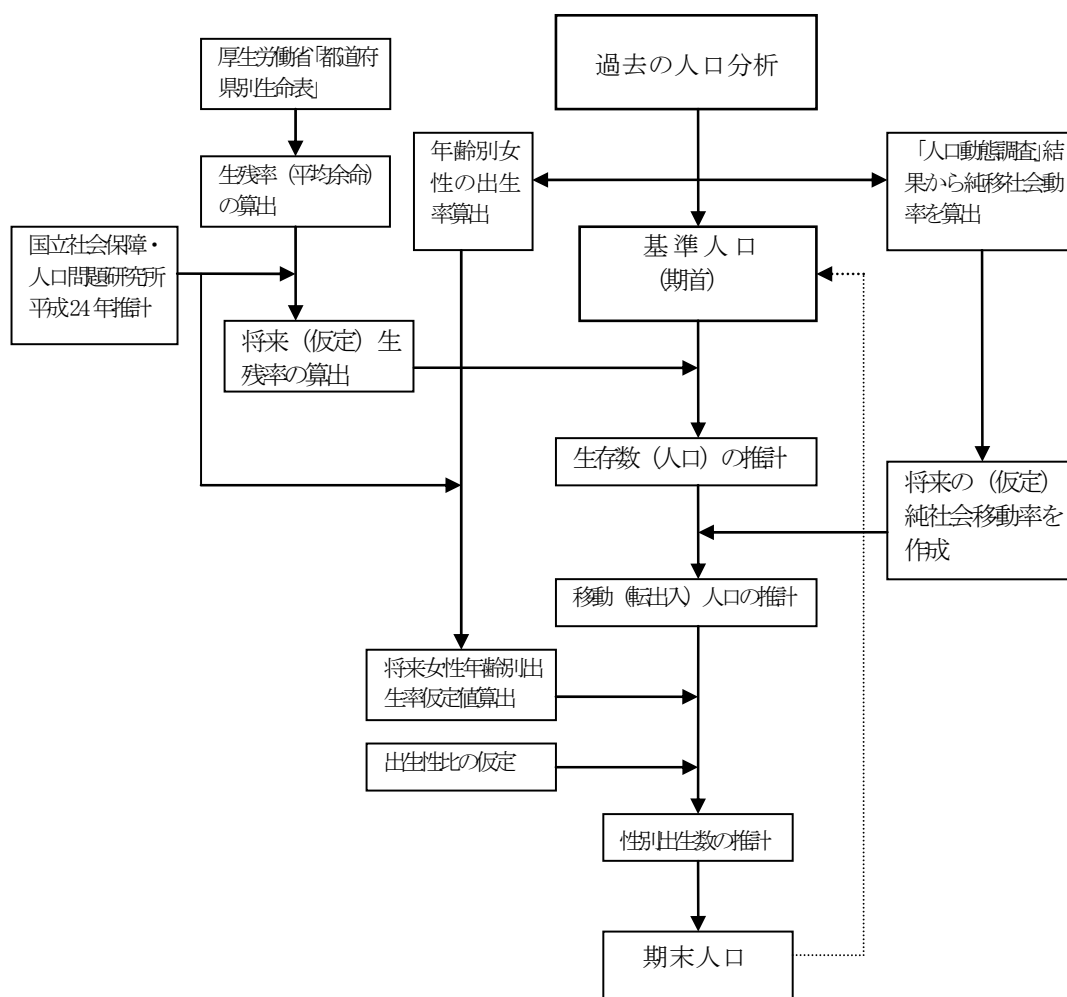 厚生労働省「都道府
県別生命表」
過去の人口分析
生残率（平均余命）
の算出
年齢別女
性の出生
率算出
「人口動態調査」結
果から純移社会動
率を算出
国立社会保障・
人口問題研究所
平成24年推計
基準人口
（期首）
将来（仮定）生
残率の算出
生存数（人口）の推計
将来の（仮定）
純社会移動率を
作成
移動（転出入）人口の推計
将来女性年齢別出
生率仮定値算出
出生性比の仮定
性別出生数の推計
期末人口